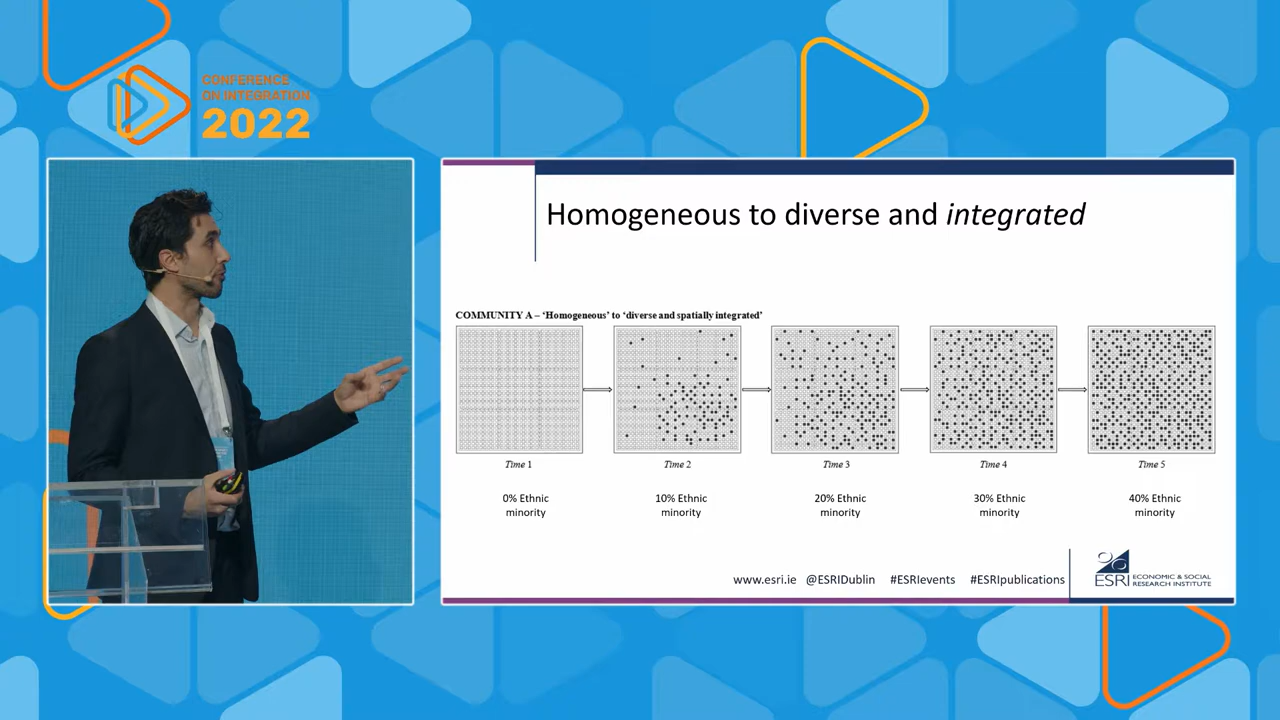 CONFERENCE
ON INTEGRATION
2022
Homogeneous to diverse and integrated
COMMUNITY A – ‘Homogeneous’ to ‘diverse and spatially integrated’
Time 1
Time 2
Time 3
Time 4
Time 5
0% Ethnic
minority
10% Ethnic
minority
20% Ethnic
minority
30% Ethnic
minority
40% Ethnic
minority
www.esri.ie @ESRIDublin #ESRIevents #ESRIpublications
ESRI ECONOMIC & SOCIAL
RESEARCH INSTITUTE